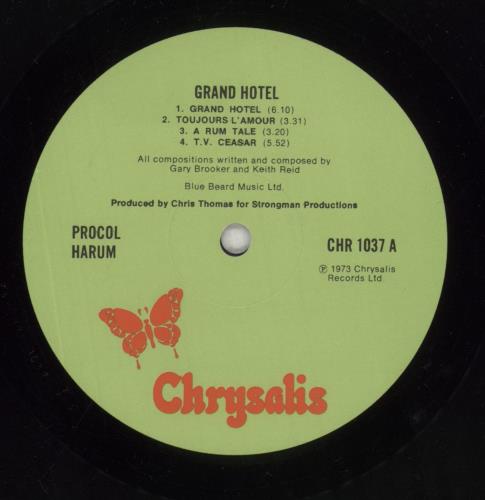 GRAND HOTEL
1. GRAND HOTEL (6.10)
2. TOUJOURS L'AMOUR (3.31)
3. A RUM TALE (3.20)
4. T.V. CEASAR (5.52)
All compositions written and composed by
Gary Brooker and Keith Reid
Blue Beard Music Ltd.
Produced by Chris Thomas for Strongman Productions
PROCOL
HARUM
CHR 1037 A
℗ 1973 Chrysalis
Records Ltd.
Chrysalis